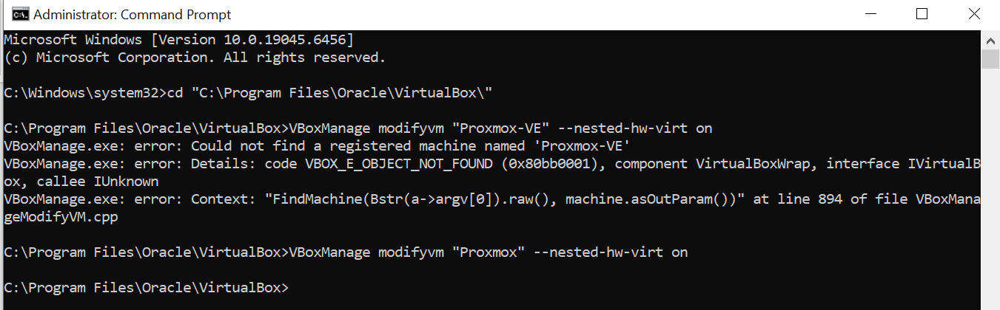 Administrator: Command Prompt
Microsoft Windows [Version 10.0.19045.6456]
(c) Microsoft Corporation. All rights reserved.
C:\Windows\system32>cd "C:\Program Files\Oracle\VirtualBox\"
C:\Program Files\Oracle\VirtualBox>VBoxManage modifyvm "Proxmox-VE" --nested-hw-virt on
VBoxManage.exe: error: Could not find a registered machine named 'Proxmox-VE'
VBoxManage.exe: error: Details: code VBOX_E_OBJECT_NOT_FOUND (0x80bb0001), component VirtualBoxWrap, interface IVirtualB
ox, callee IUnknown
VBoxManage.exe: error: Context: "FindMachine(Bstr(a->argv[0]).raw(), machine.asOutParam())" at line 894 of file VBoxMana
geModifyVM.cpp
C:\Program Files\Oracle\VirtualBox>VBoxManage modifyvm "Proxmox" --nested-hw-virt on
C:\Program Files\Oracle\VirtualBox>